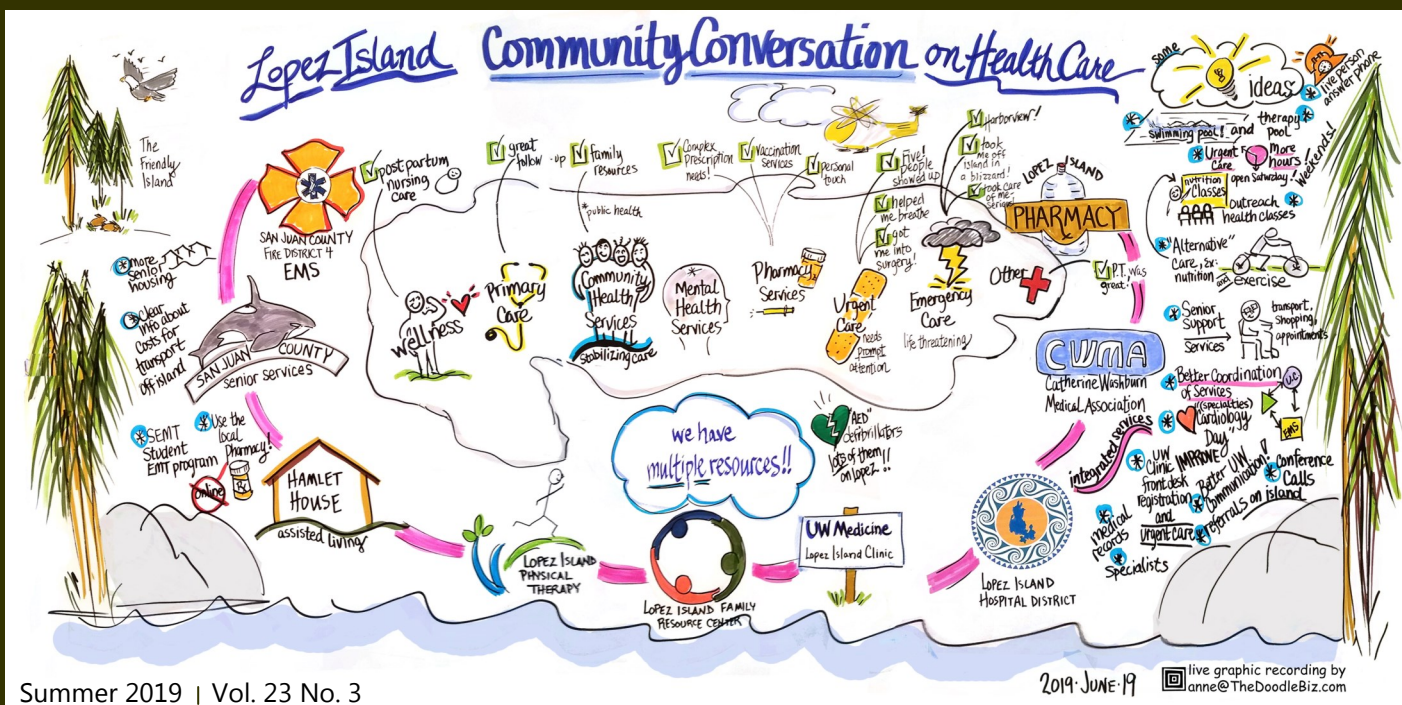 Lopez Island Community Conversation on HealthCare
The
Friendly
Island
SAN JUAN COUNTY
FIRE DISTRICT 4
EMS
post partum
nursing
care
great
follow-up
family
resources
*public health
Complex
Prescription
needs!
Vaccination
services
personal
touch
Five!
people
showed up
helped
me breathe
got
me into
surgery!
Harborview!
took
me off
island in
a blizzard!
took care
of me-
serious
LOPEZ ISLAND
PHARMACY
Some
ideas
live person
answer phone
swimming pool! and
therapy
pool
Urgent
Care
more
hours
open Saturday
weekends!
nutrition
classes
outreach
health classes
"Alternative"
Care, Ex:
nutrition
and exercise
Senior
Support
Services
transport,
shopping,
appointments
more
senior
housing
Clear
info about
costs for
transport
off island
SAN JUAN COUNTY
senior services
SEMT
Student
EMT program
Use the
local
Pharmacy!
online
Rx
HAMLET
HOUSE
assisted living
wellness
Primary
Care
Community
Health
Services
stabilizing care
Mental
Health
Services
Pharmacy
Services
Urgent
Care
needs
prompt
attention
Emergency
Care
life threatening
Other
P.T. was
great!
CWMA
Catherine Washburn
Medical Association
we have
multiple resources!!
"AED"
defibrillators
lots of them
on Lopez!!
LOPEZ ISLAND
PHYSICAL
THERAPY
LOPEZ ISLAND FAMILY
RESOURCE CENTER
UW Medicine
Lopez Island Clinic
LOPEZ ISLAND
HOSPITAL DISTRICT
integrated services
Better Coordination
of Services
(specialties)
Cardiology
Day
U.C.
EMS
UW
Clinic IMPROVE
front desk
registration
and
urgent care
Better UW
Communication!
referrals on island
Conference
Calls
medical
records
Specialists
2019·JUNE·19
live graphic recording by
anne@TheDoodleBiz.com
Summer 2019 | Vol. 23 No. 3